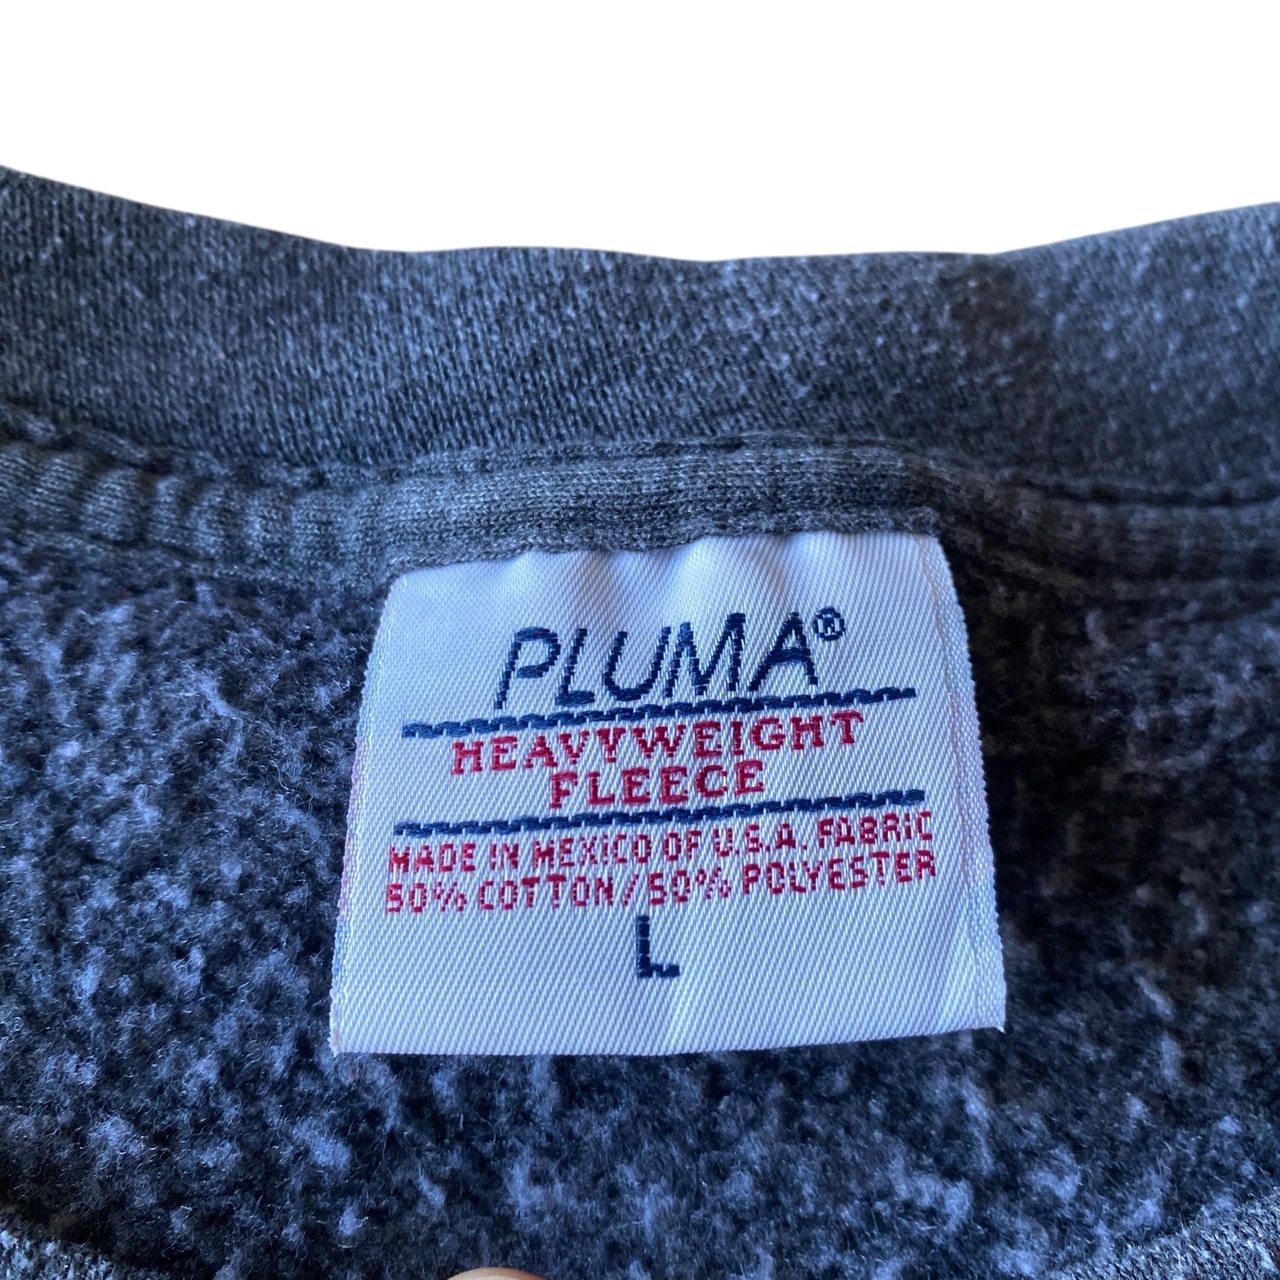 PLUMA®
HEAVYWEIGHT
FLEECE
MADE IN MEXICO OF U.S.A. FABRIC
50% COTTON/50% POLYESTER
L